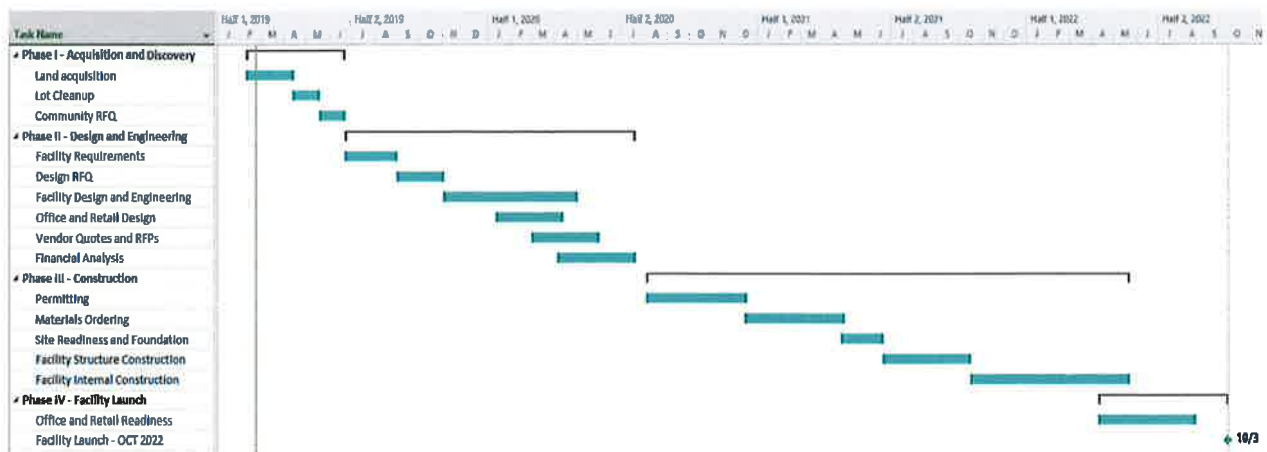 Half 1, 2019 Half 2, 2019 Half 1, 2020 Half 2, 2020 Half 1, 2021 Half 2, 2021 Half 1, 2022 Half 2, 2022
Task Name J F M A M J J A S O N D J F M A M J J A S O N D J F M A M J J A S O N D J F M A M J J A S O N
Phase I - Acquisition and Discovery
Land acquisition
Lot Cleanup
Community RFQ
Phase II - Design and Engineering
Facility Requirements
Design RFQ
Facility Design and Engineering
Office and Retail Design
Vendor Quotes and RFPs
Financial Analysis
Phase III - Construction
Permitting
Materials Ordering
Site Readiness and Foundation
Facility Structure Construction
Facility Internal Construction
Phase IV - Facility Launch
Office and Retail Readiness
Facility Launch - OCT 2022 10/3